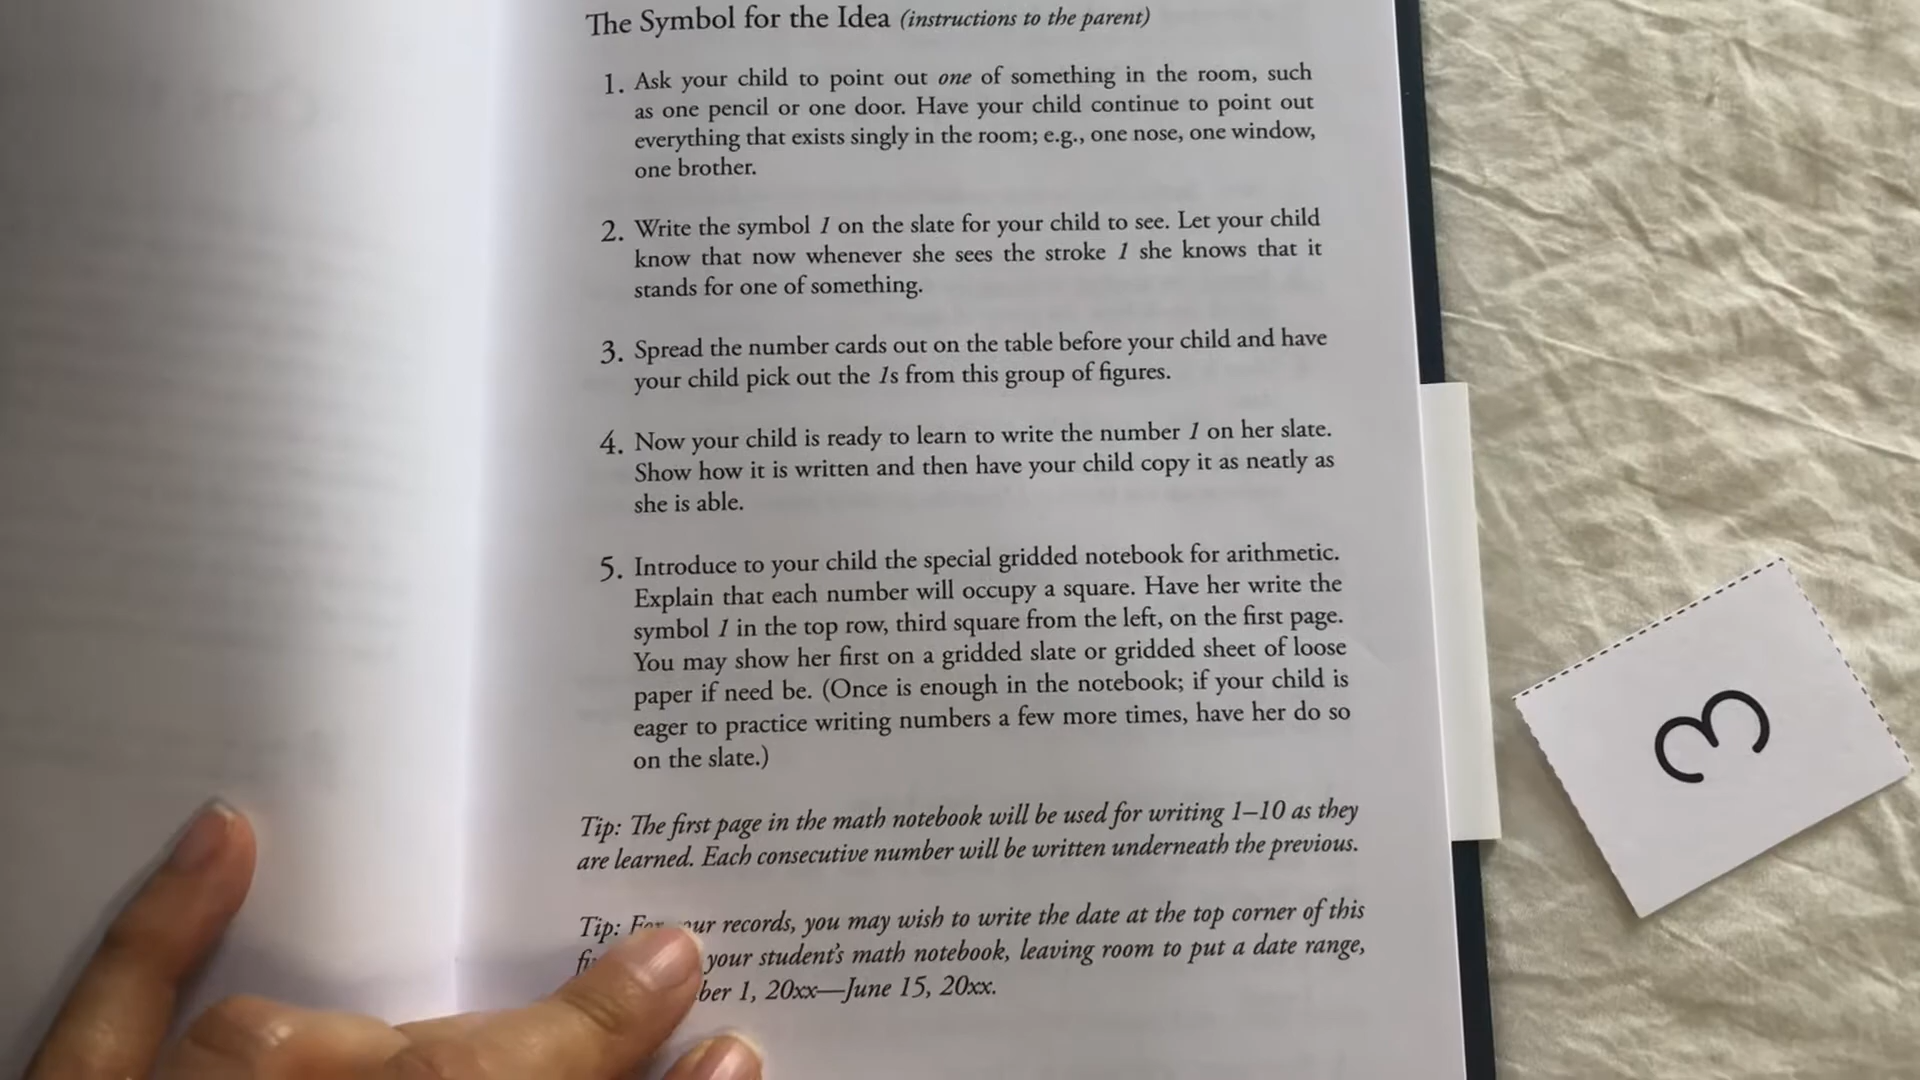 The Symbol for the Idea (instructions to the parent)
1. Ask your child to point out one of something in the room, such
as one pencil or one door. Have your child continue to point out
everything that exists singly in the room; e.g., one nose, one window,
one brother.
2. Write the symbol 1 on the slate for your child to see. Let your child
know that now whenever she sees the stroke 1 she knows that it
stands for one of something.
3. Spread the number cards out on the table before your child and have
your child pick out the 1s from this group of figures.
4. Now your child is ready to learn to write the number 1 on her slate.
Show how it is written and then have your child copy it as neatly as
she is able.
5. Introduce to your child the special gridded notebook for arithmetic.
Explain that each number will occupy a square. Have her write the
symbol 1 in the top row, third square from the left, on the first page.
You may show her first on a gridded slate or gridded sheet of loose
paper if need be. (Once is enough in the notebook; if your child is
eager to practice writing numbers a few more times, have her do so
on the slate.)
Tip: The first page in the math notebook will be used for writing 1–10 as they
are learned. Each consecutive number will be written underneath the previous.
Tip: records, you may wish to write the date at the top corner of this
your student's math notebook, leaving room to put a date range,
1, 20xx—June 15, 20xx.
3